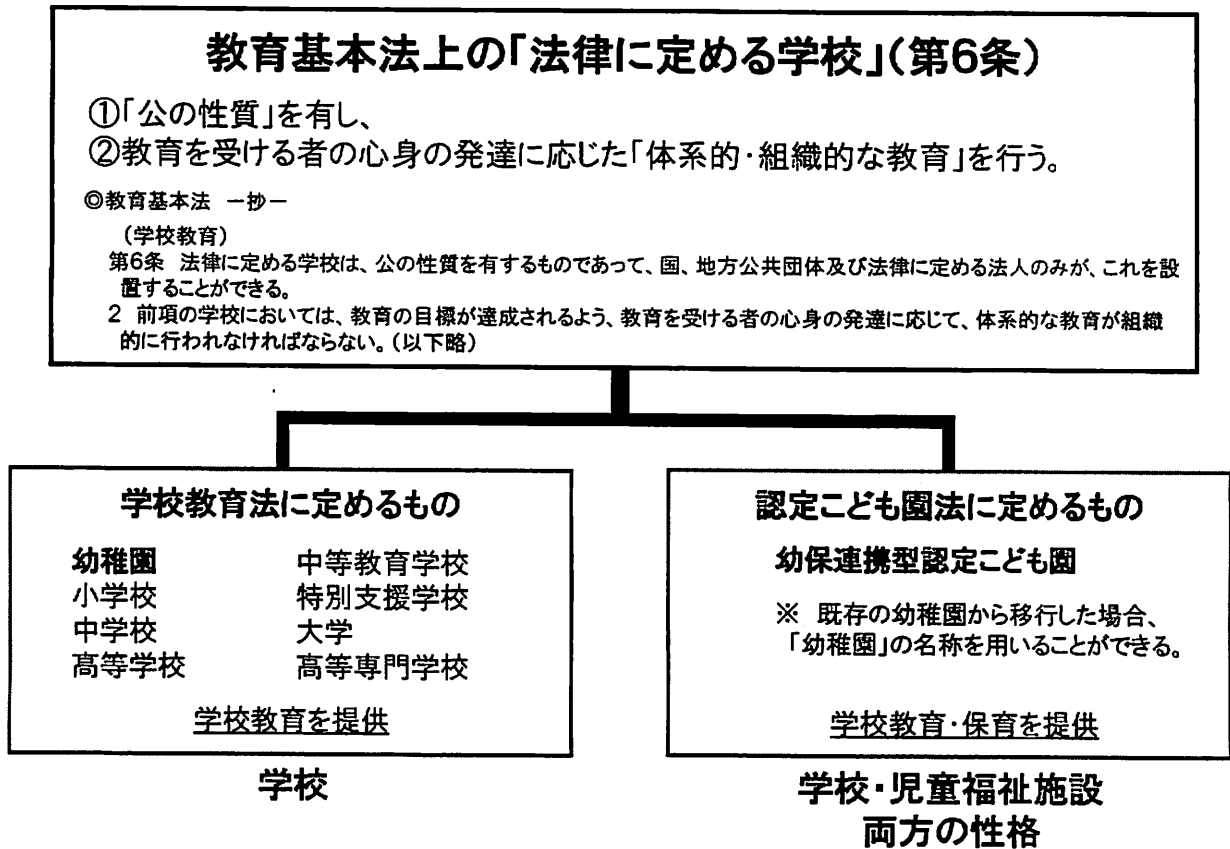 教育基本法上の「法律に定める学校」(第6条)
①「公の性質」を有し、
②教育を受ける者の心身の発達に応じた「体系的・組織的な教育」を行う。
◎教育基本法 ー抄ー
(学校教育)
第6条 法律に定める学校は、公の性質を有するものであって、国、地方公共団体及び法律に定める法人のみが、これを設
置することができる。
2 前項の学校においては、教育の目標が達成されるよう、教育を受ける者の心身の発達に応じて、体系的な教育が組織
的に行われなければならない。(以下略)
学校教育法に定めるもの
幼稚園 中等教育学校
小学校 特別支援学校
中学校 大学
高等学校 高等専門学校
学校教育を提供
学校
認定こども園法に定めるもの
幼保連携型認定こども園
※ 既存の幼稚園から移行した場合、
「幼稚園」の名称を用いることができる。
学校教育・保育を提供
学校・児童福祉施設
両方の性格